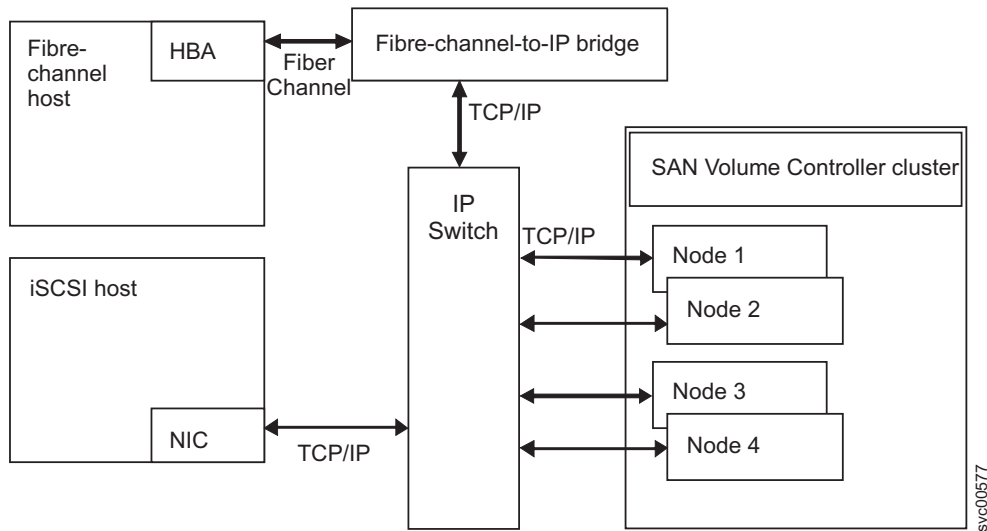 Fibre-
channel
host
HBA
Fiber
Channel
Fibre-channel-to-IP bridge
TCP/IP
SAN Volume Controller cluster
IP
Switch
TCP/IP
Node 1
Node 2
iSCSI host
Node 3
NIC
TCP/IP
Node 4
svc00577